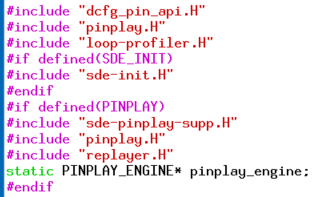 #include "dcfg_pin_api.H"
#include "pinplay.H"
#include "loop-profiler.H"
#if defined(SDE_INIT)
#include "sde-init.H"
#endif
#if defined(PINPLAY)
#include "sde-pinplay-supp.H"
#include "pinplay.H"
#include "replayer.H"
static PINPLAY_ENGINE* pinplay_engine;
#endif